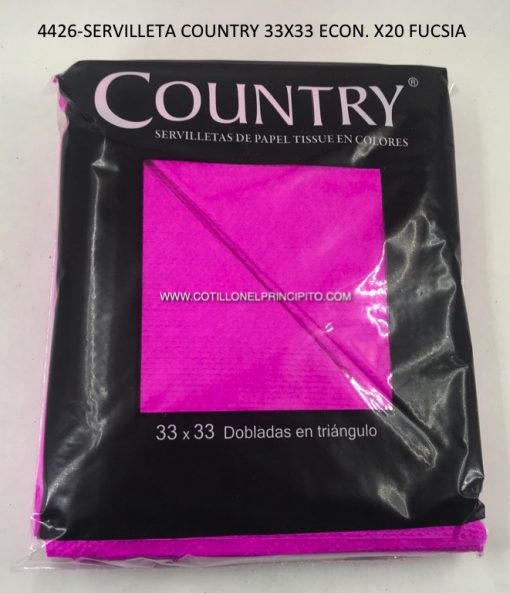 4426-SERVILLETA COUNTRY 33X33 ECON. X20 FUCSIA
COUNTRY®
SERVILLETAS DE PAPEL TISSUE EN COLORES
WWW.COTILLONELPRINCIPITO.COM
33 x 33 Dobladas en triángulo